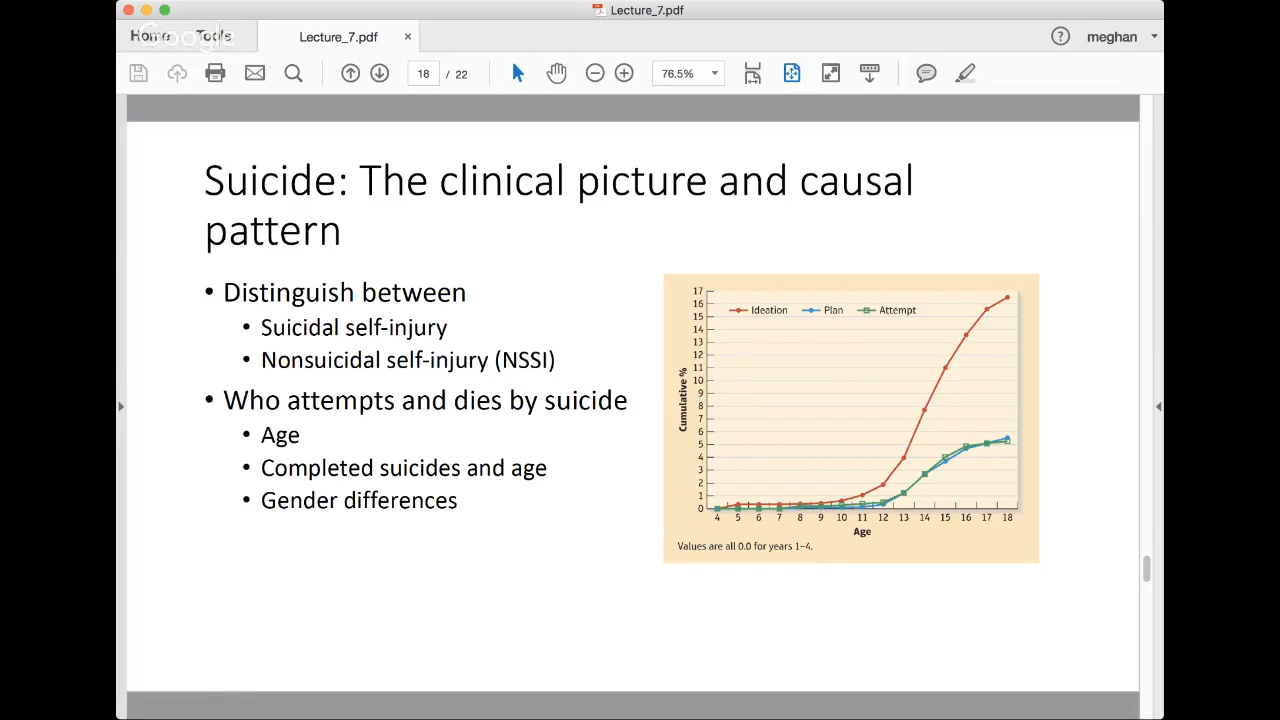 Lecture_7.pdf
Home
Tools
Google
Lecture_7.pdf
×
?
meghan
18
/ 22
76.5%
Suicide: The clinical picture and causal
pattern
• Distinguish between
• Suicidal self-injury
• Nonsuicidal self-injury (NSSI)
• Who attempts and dies by suicide
• Age
• Completed suicides and age
• Gender differences
Ideation
Plan
Attempt
Cumulative %
17
16
15
14
13
12
11
10
9
8
7
6
5
4
3
2
1
0
4 5 6 7 8 9 10 11 12 13 14 15 16 17 18
Age
Values are all 0.0 for years 1–4.